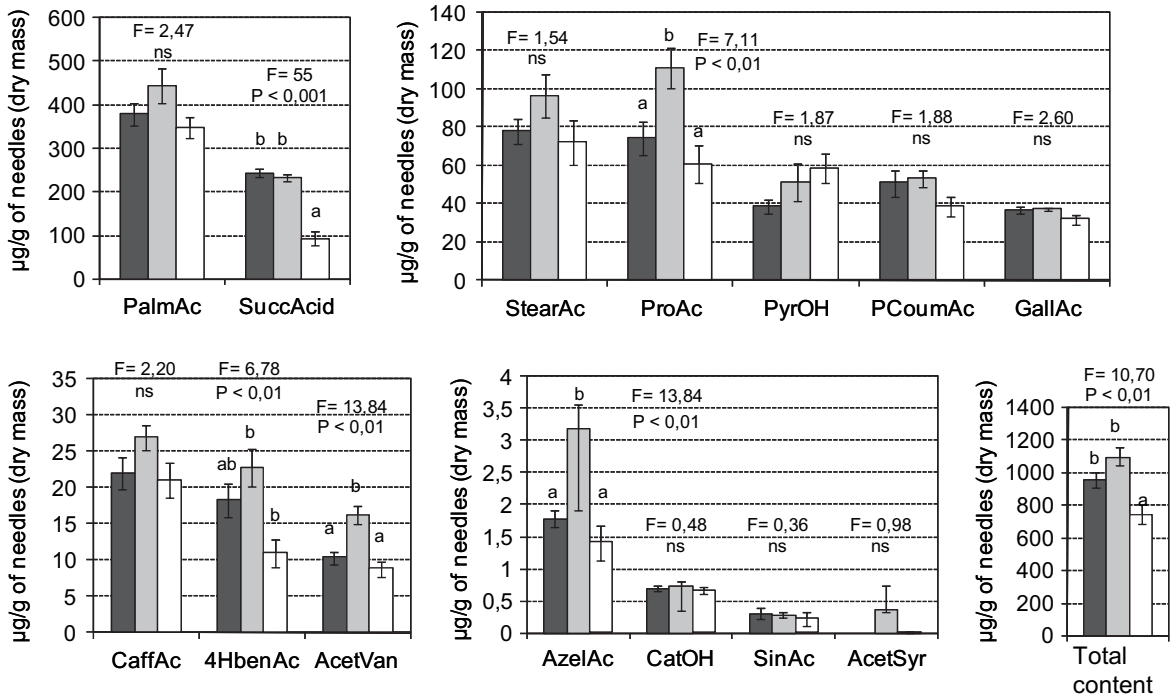 µg/g of needles (dry mass)
600
500
400
300
200
100
0
F= 2,47
ns
F= 55
P < 0,001
b b
a
PalmAc SuccAcid
µg/g of needles (dry mass)
140
120
100
80
60
40
20
0
F= 1,54
ns
b
F= 7,11
P < 0,01
a
a
F= 1,87
ns
F= 1,88
ns
F= 2,60
ns
StearAc ProAc PyrOH PCoumAc GallAc
µg/g of needles (dry mass)
35
30
25
20
15
10
5
0
F= 2,20
ns
F= 6,78
P < 0,01
F= 13,84
P < 0,01
ab
b
b
a
b
a
CaffAc 4HbenAc AcetVan
µg/g of needles (dry mass)
4
3,5
3
2,5
2
1,5
1
0,5
0
a
b
a
F= 13,84
P < 0,01
F= 0,48
ns
F= 0,36
ns
F= 0,98
ns
AzelAc CatOH SinAc AcetSyr
µg/g of needles (dry mass)
F= 10,70
P < 0,01
1400
1200
1000
800
600
400
200
0
b
b
a
Total
content